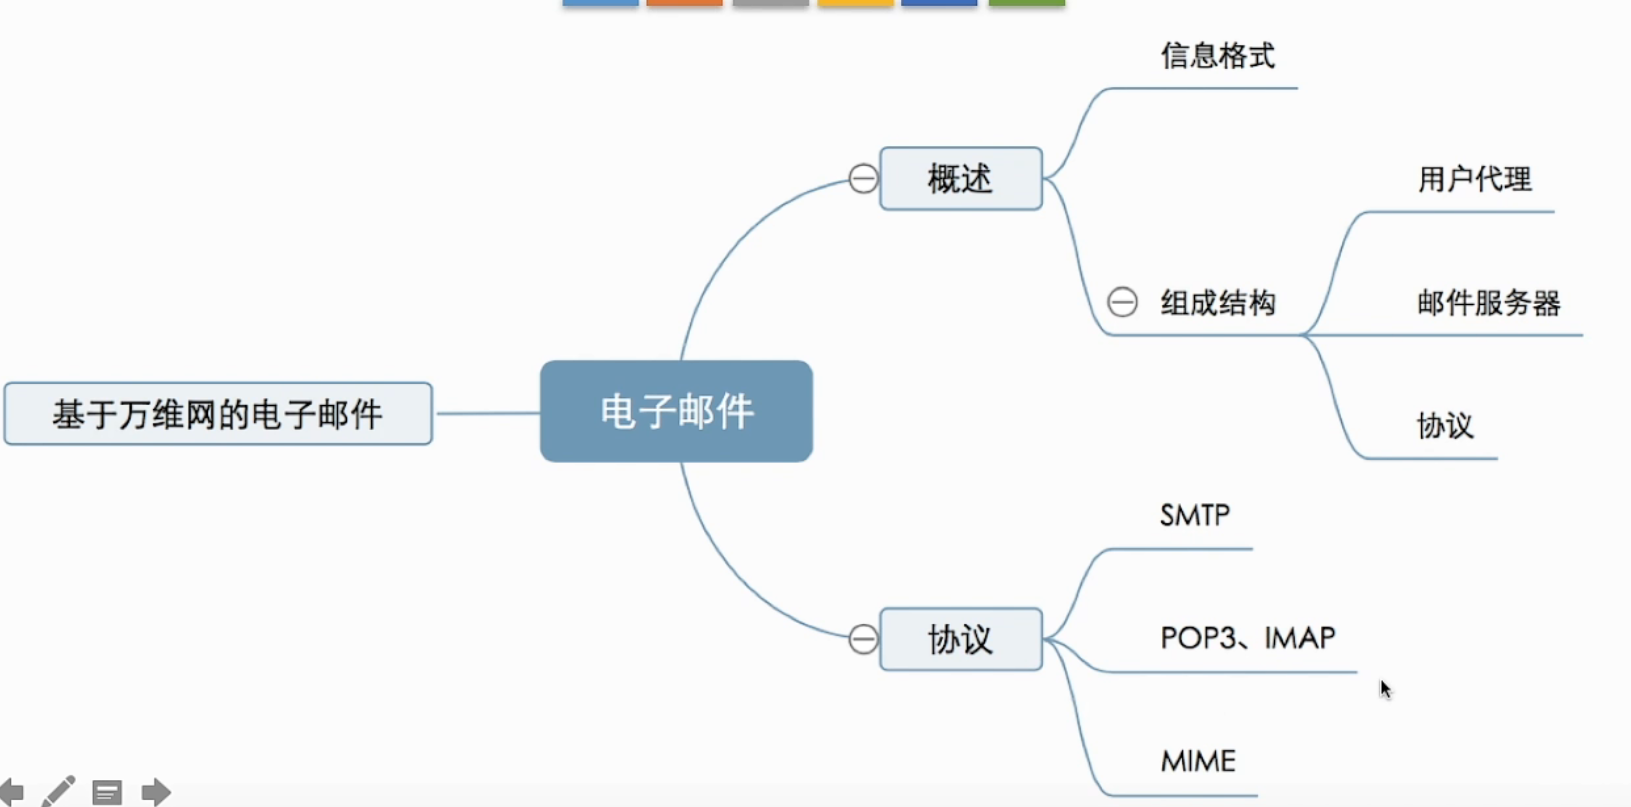 信息格式
概述
用户代理
组成结构
邮件服务器
基于万维网的电子邮件
电子邮件
协议
SMTP
协议
POP3、IMAP
MIME